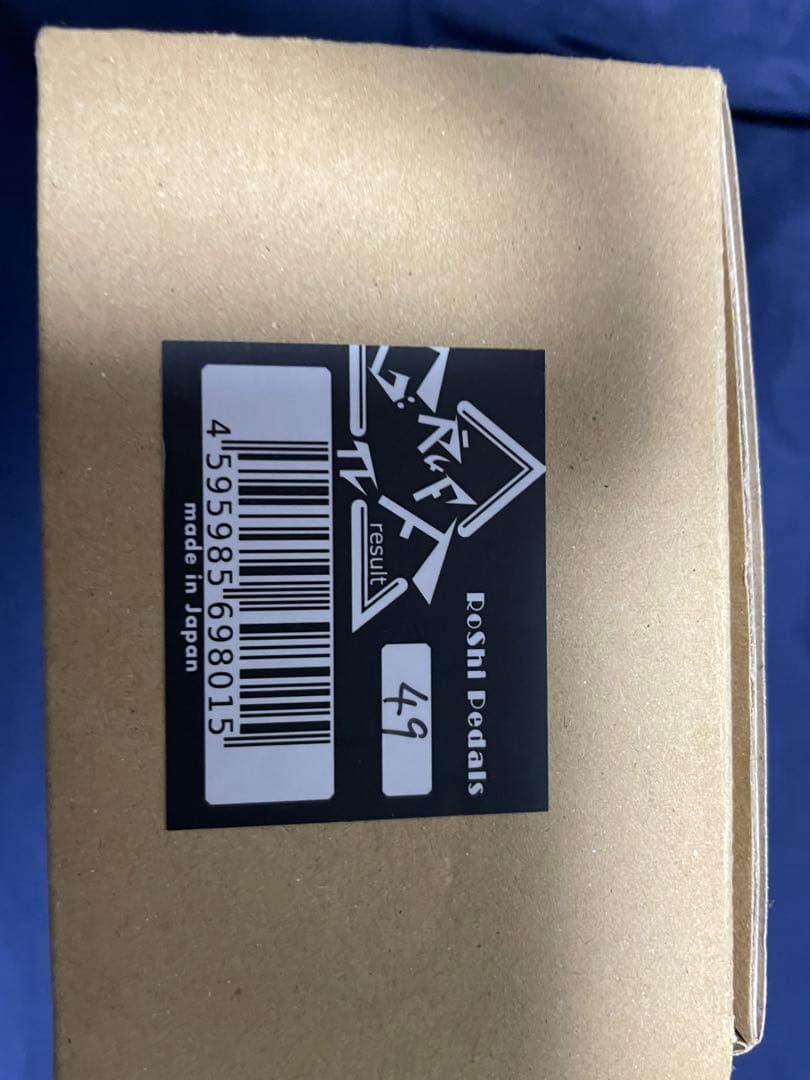 RoShi Pedals
result
49
4 595985 698015
made in Japan